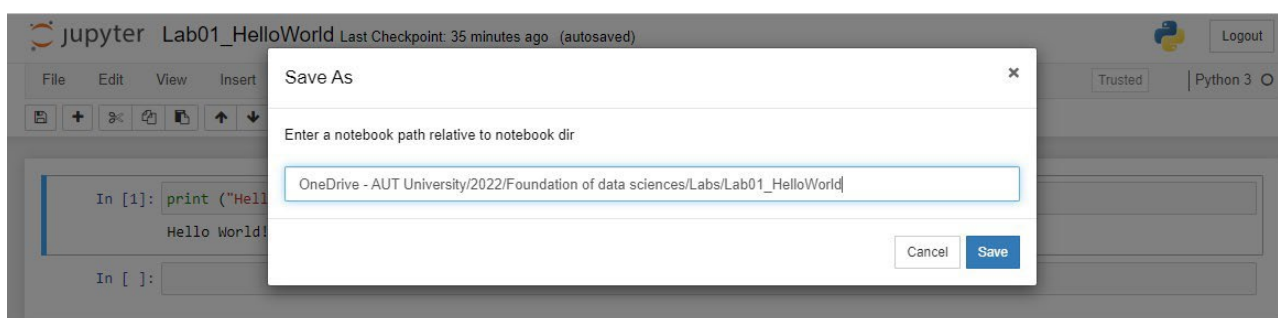 jupyter Lab01_HelloWorld Last Checkpoint: 35 minutes ago (autosaved)
Logout
File Edit View Insert
Trusted
Python 3
Save As
×
Enter a notebook path relative to notebook dir
OneDrive - AUT University/2022/Foundation of data sciences/Labs/Lab01_HelloWorld
Cancel Save
In [1]: print ("Hell
Hello World!
In [ ]: